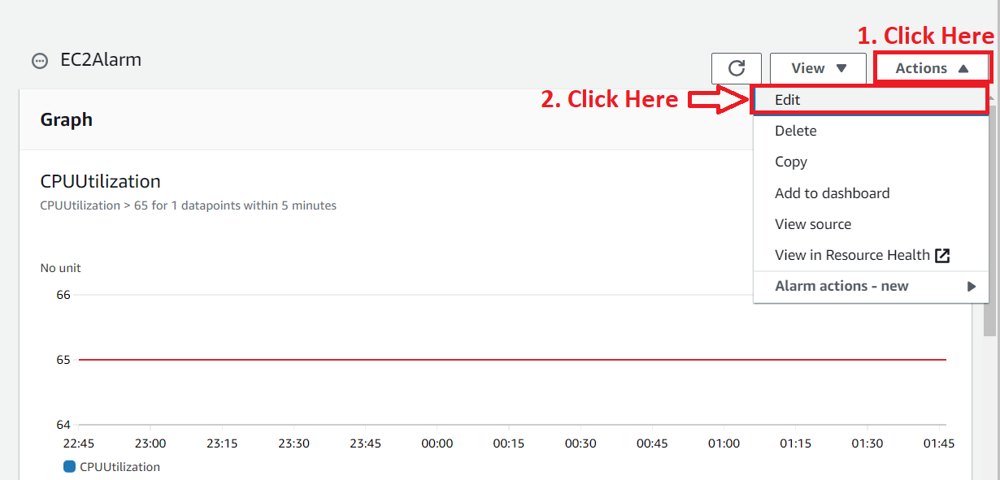 1. Click Here
EC2Alarm
View
Actions
2. Click Here
Edit
Graph
Delete
Copy
Add to dashboard
View source
View in Resource Health
Alarm actions - new
CPUUtilization
CPUUtilization > 65 for 1 datapoints within 5 minutes
No unit
66
65
64
22:45 23:00 23:15 23:30 23:45 00:00 00:15 00:30 00:45 01:00 01:15 01:30 01:45
CPUUtilization